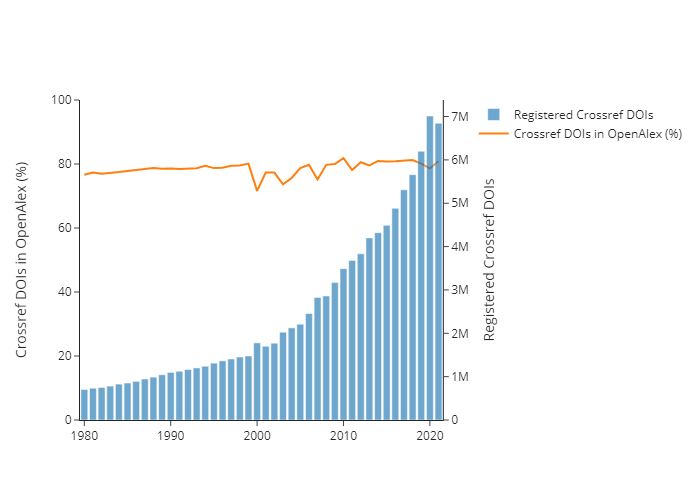 Crossref DOIs in OpenAlex (%)
100
80
60
40
20
0
1980
1990
2000
2010
2020
7M
6M
5M
4M
3M
2M
1M
0
Registered Crossref DOIs
Registered Crossref DOIs
Crossref DOIs in OpenAlex (%)